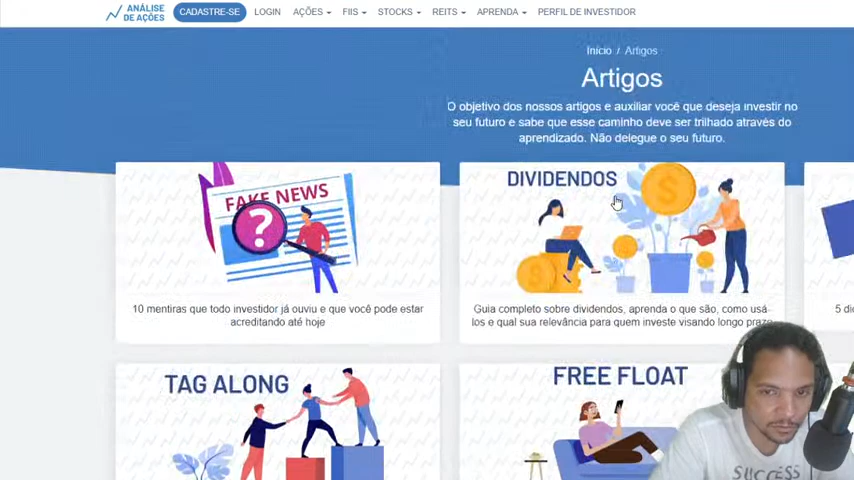 ANÁLISE
DE AÇÕES
CADASTRE-SE
LOGIN
AÇÕES
FIIS
STOCKS
REITS
APRENDA
PERFIL DE INVESTIDOR
Início / Artigos
Artigos
O objetivo dos nossos artigos e auxiliar você que deseja investir no
seu futuro e sabe que esse caminho deve ser trilhado através do
aprendizado. Não delegue o seu futuro.
FAKE NEWS
?
DIVIDENDOS
10 mentiras que todo investidor já ouviu e que você pode estar
acreditando até hoje
Guia completo sobre dividendos, aprenda o que são, como usá-
los e qual sua relevância para quem investe visando longo prazo
TAG ALONG
FREE FLOAT
SUCCESS